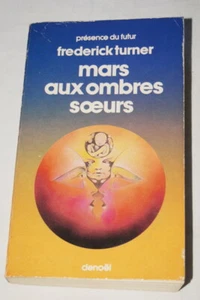 présence du futur
frederick turner
mars
aux ombres
sœurs
denoël